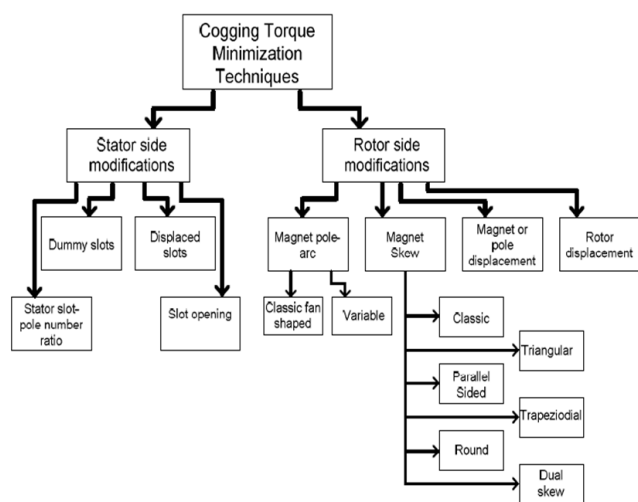 Cogging Torque
Minimization
Techniques
Stator side
modifications
Rotor side
modifications
Dummy slots
Displaced
slots
Stator slot-
pole number
ratio
Slot opening
Magnet pole-
arc
Magnet
Skew
Magnet or
pole
displacement
Rotor
displacement
Classic fan
shaped
Variable
Classic
Triangular
Parallel
Sided
Trapeziodial
Round
Dual
skew